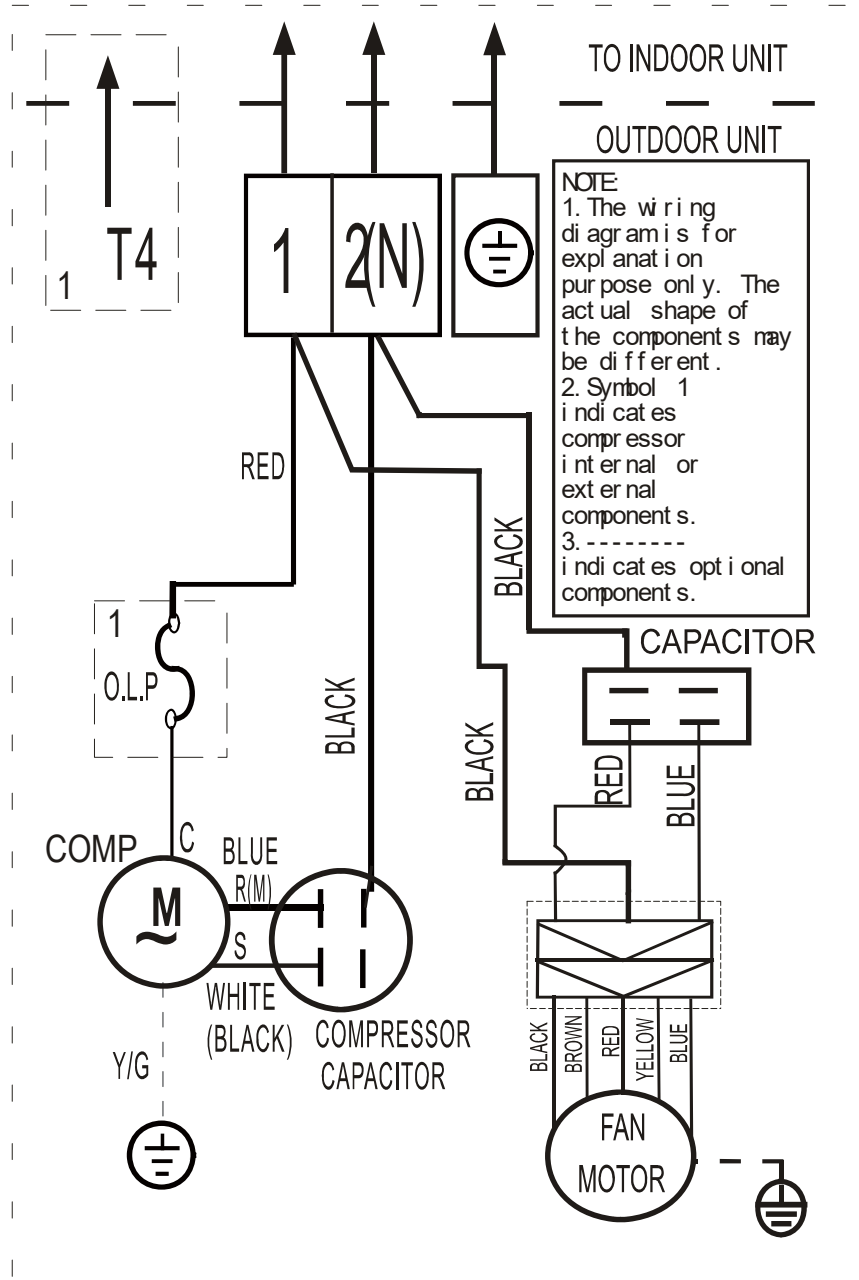 TO INDOOR UNIT
OUTDOOR UNIT
1 T4
1 2(N)
NOTE:
1. The wiring
diagram is for
explanation
purpose only. The
actual shape of
the components may
be different.
2. Symbol 1
indicates
compressor
internal or
external
components.
3. --------
indicates optional
components.
RED
BLACK
1
O.L.P
CAPACITOR
BLACK
BLACK
RED
BLUE
COMP
C
BLUE
R(M)
M
~
S
WHITE
(BLACK)
COMPRESSOR
CAPACITOR
Y/G
BLACK
BROWN
RED
YELLOW
BLUE
FAN
MOTOR